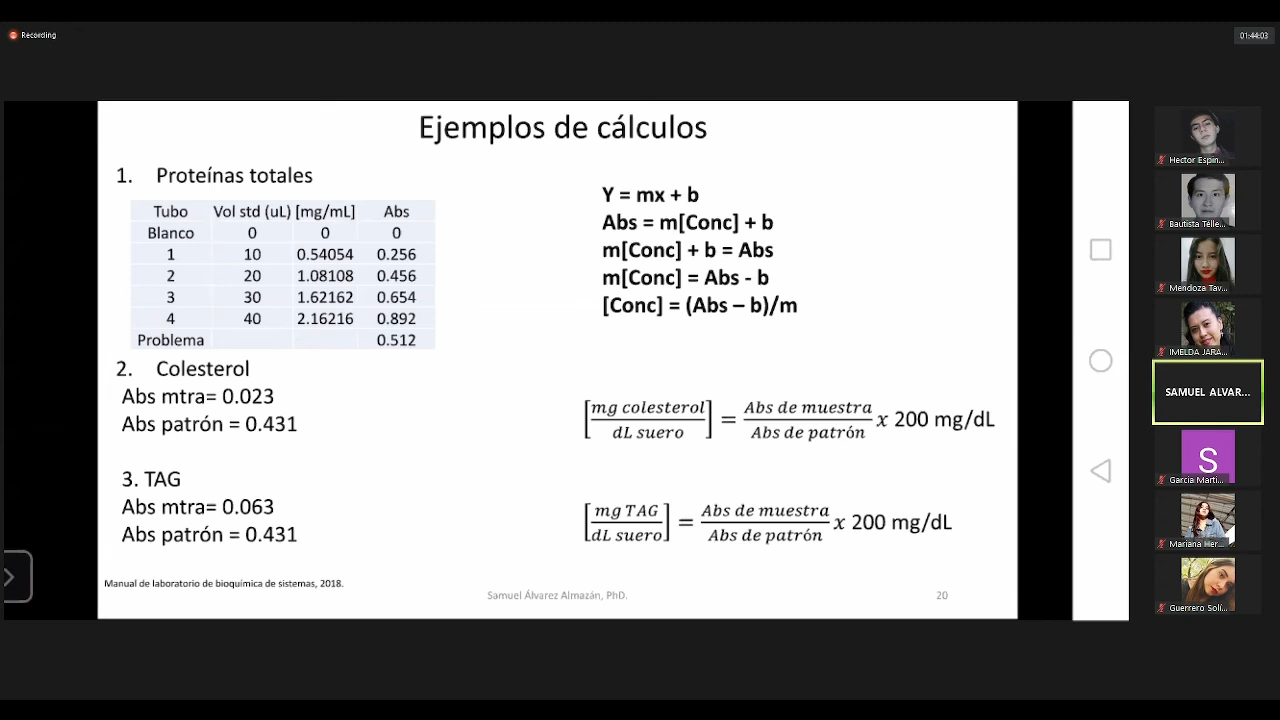 Recording
01:44:03
Ejemplos de cálculos
1. Proteínas totales
Tubo Vol std (uL) [mg/mL] Abs
Blanco 0 0 0
1 10 0.54054 0.256
2 20 1.08108 0.456
3 30 1.62162 0.654
4 40 2.16216 0.892
Problema 0.512
Y = mx + b
Abs = m[Conc] + b
m[Conc] + b = Abs
m[Conc] = Abs - b
[Conc] = (Abs – b)/m
2. Colesterol
Abs mtra= 0.023
Abs patrón = 0.431
[mg colesterol / dL suero] = Abs de muestra / Abs de patrón x 200 mg/dL
3. TAG
Abs mtra= 0.063
Abs patrón = 0.431
[mg TAG / dL suero] = Abs de muestra / Abs de patrón x 200 mg/dL
Manual de laboratorio de bioquímica de sistemas, 2018.
Samuel Álvarez Almazán, PhD.
20
Hector Espin...
Bautista Télle...
Mendoza Tav...
IMELDA JARA...
SAMUEL ALVAR...
S
Garcia Marti...
Mariana Her...
Guerrero Solí...